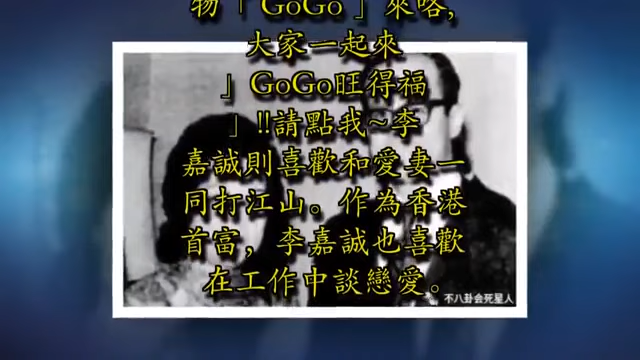 物「 GoGo 」來咯,
大家一起來
」GoGo旺得福
」!!請點我~李
嘉誠則喜歡和愛妻一
同打江山。作為香港
首富，李嘉誠也喜歡
在工作中談戀愛。
不八卦会死星人